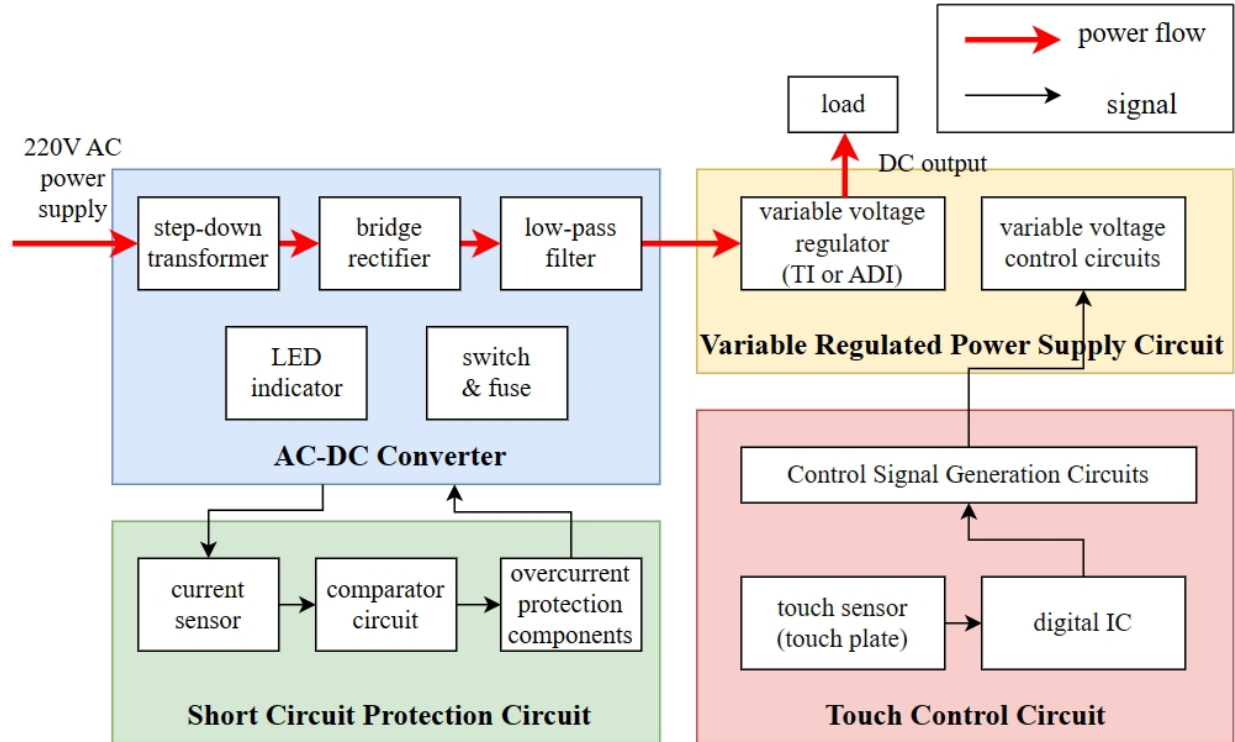 power flow
signal
load
DC output
220V AC
power
supply
step-down
transformer
bridge
rectifier
low-pass
filter
LED
indicator
switch
& fuse
AC-DC Converter
variable voltage
regulator
(TI or ADI)
variable voltage
control circuits
Variable Regulated Power Supply Circuit
current
sensor
comparator
circuit
overcurrent
protection
components
Short Circuit Protection Circuit
Control Signal Generation Circuits
touch sensor
(touch plate)
digital IC
Touch Control Circuit